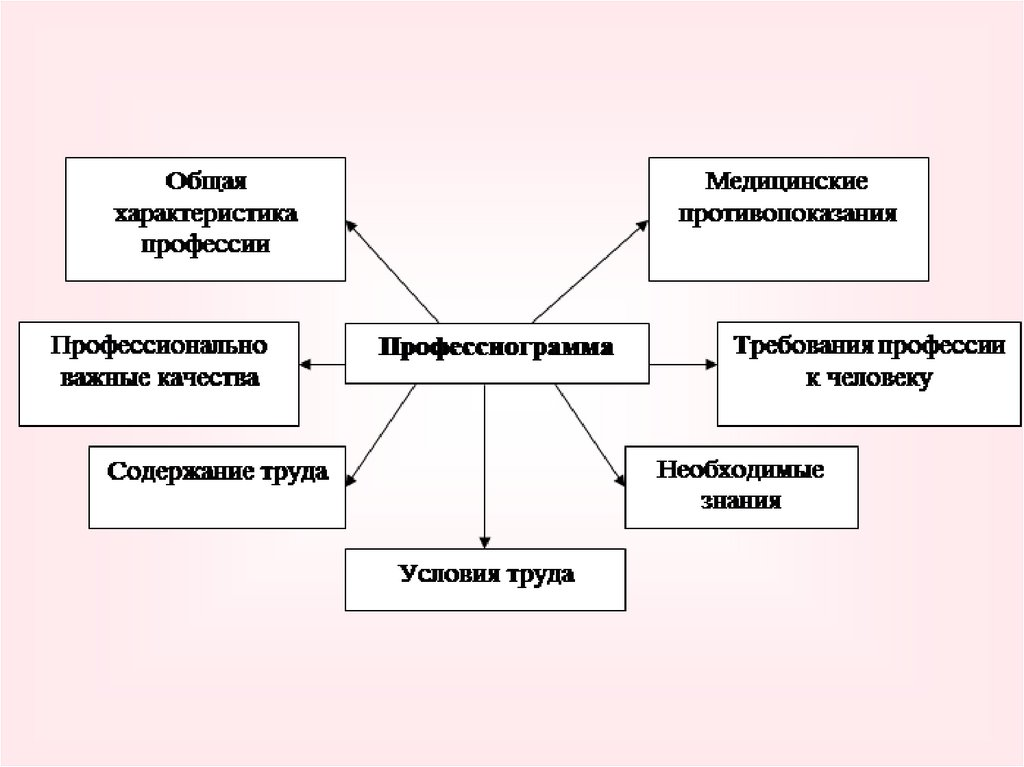 Общая
характеристика
профессии
Медицинские
противопоказания
Профессионально
важные качества
Профессиограмма
Требования профессии
к человеку
Содержание труда
Необходимые
знания
Условия труда